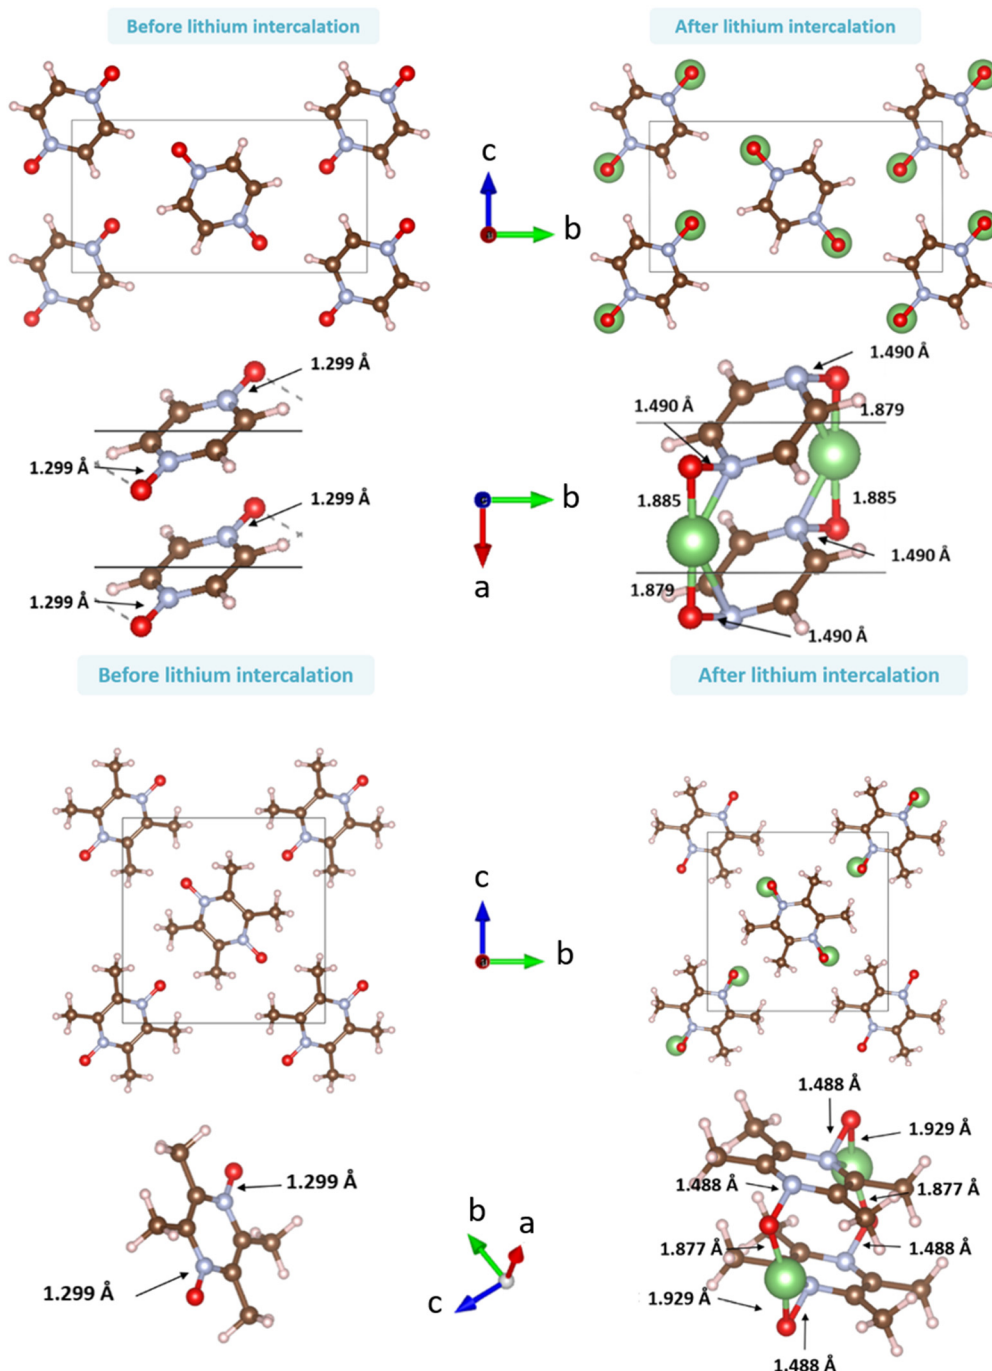 Before lithium intercalation
After lithium intercalation
c
b
1.299 Å
1.299 Å
1.299 Å
1.299 Å
b
a
1.490 Å
1.490 Å
1.879
1.885
1.885
1.490 Å
1.879
1.490 Å
Before lithium intercalation
After lithium intercalation
c
b
1.299 Å
1.299 Å
b
a
c
1.488 Å
1.929 Å
1.488 Å
1.877 Å
1.877 Å
1.488 Å
1.929 Å
1.488 Å